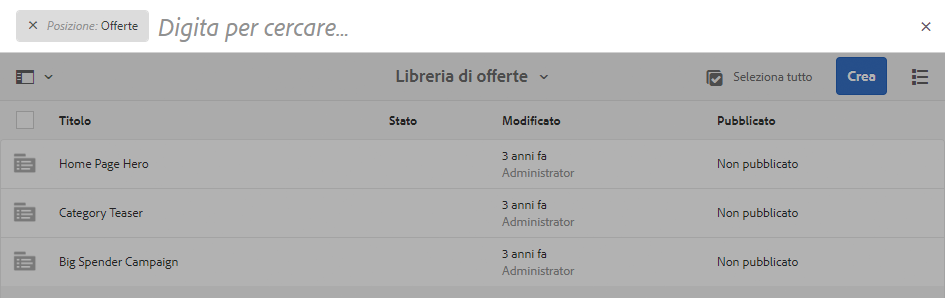 × Posizione: Offerte Digita per cercare... ×
Libreria di offerte Seleziona tutto Crea
Titolo Stato Modificato Pubblicato
Home Page Hero 3 anni fa Non pubblicato
Administrator
Category Teaser 3 anni fa Non pubblicato
Administrator
Big Spender Campaign 3 anni fa Non pubblicato
Administrator